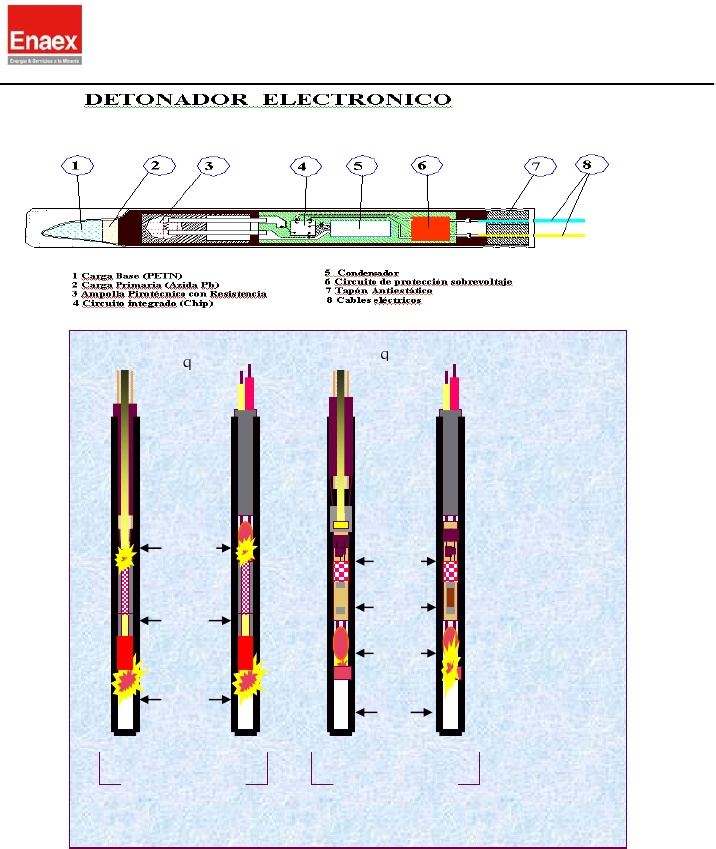 Enaex
Energía & Servicios a la Minería
DETONADOR ELECTRONICO
1 2 3 4 5 6 7 8
1 Carga Base (PETN)
2 Carga Primaria (Azida Pb)
3 Ampolla Pirotécnica con Resistencia
4 Circuito integrado (Chip)
5 Condensador
6 Circuito de protección sobrevoltaje
7 Tapón Antiestático
8 Cables eléctricos
q q